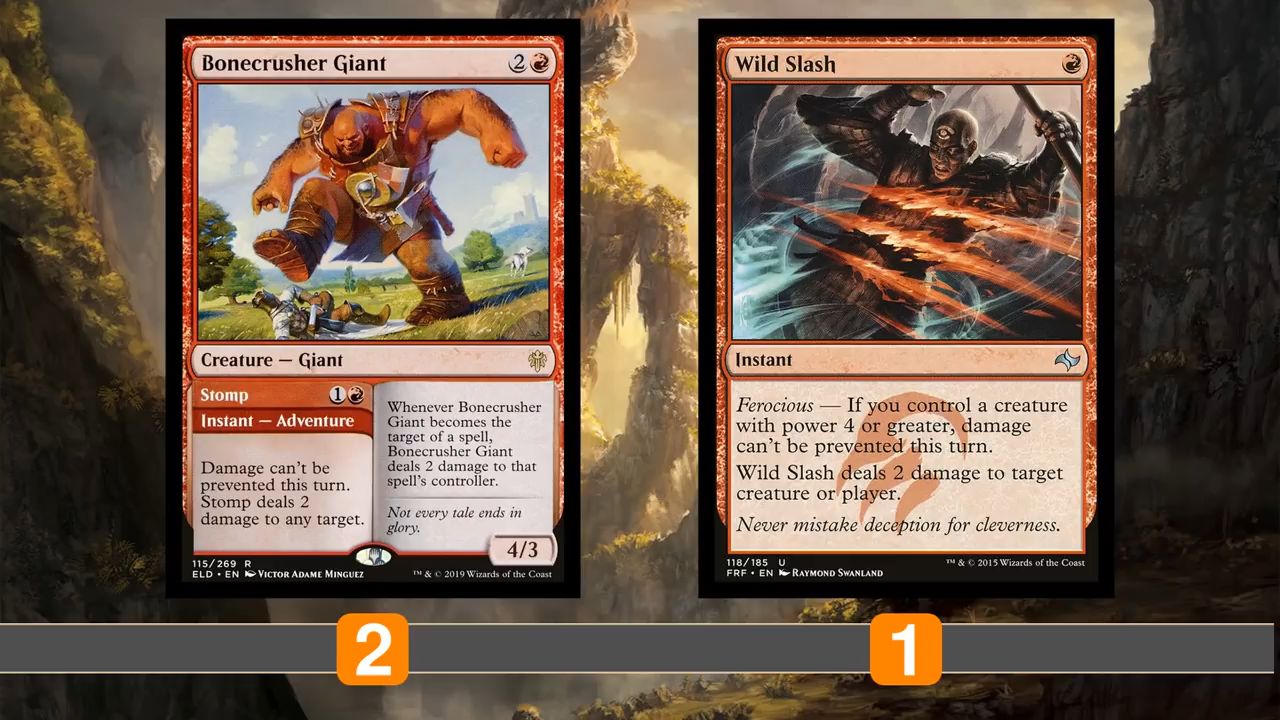 Bonecrusher Giant 2
Creature — Giant
Stomp 1
Instant — Adventure
Damage can't be
prevented this turn.
Stomp deals 2
damage to any target.
Whenever Bonecrusher
Giant becomes the
target of a spell,
Bonecrusher Giant
deals 2 damage to that
spell's controller.
Not every tale ends in
glory.
4/3
115/269 R
ELD • EN Victor Adame Minguez
™ & © 2019 Wizards of the Coast
2
Wild Slash
Instant
Ferocious — If you control a creature
with power 4 or greater, damage
can't be prevented this turn.
Wild Slash deals 2 damage to target
creature or player.
Never mistake deception for cleverness.
118/185 U
FRF • EN Raymond Swanland
™ & © 2015 Wizards of the Coast
1